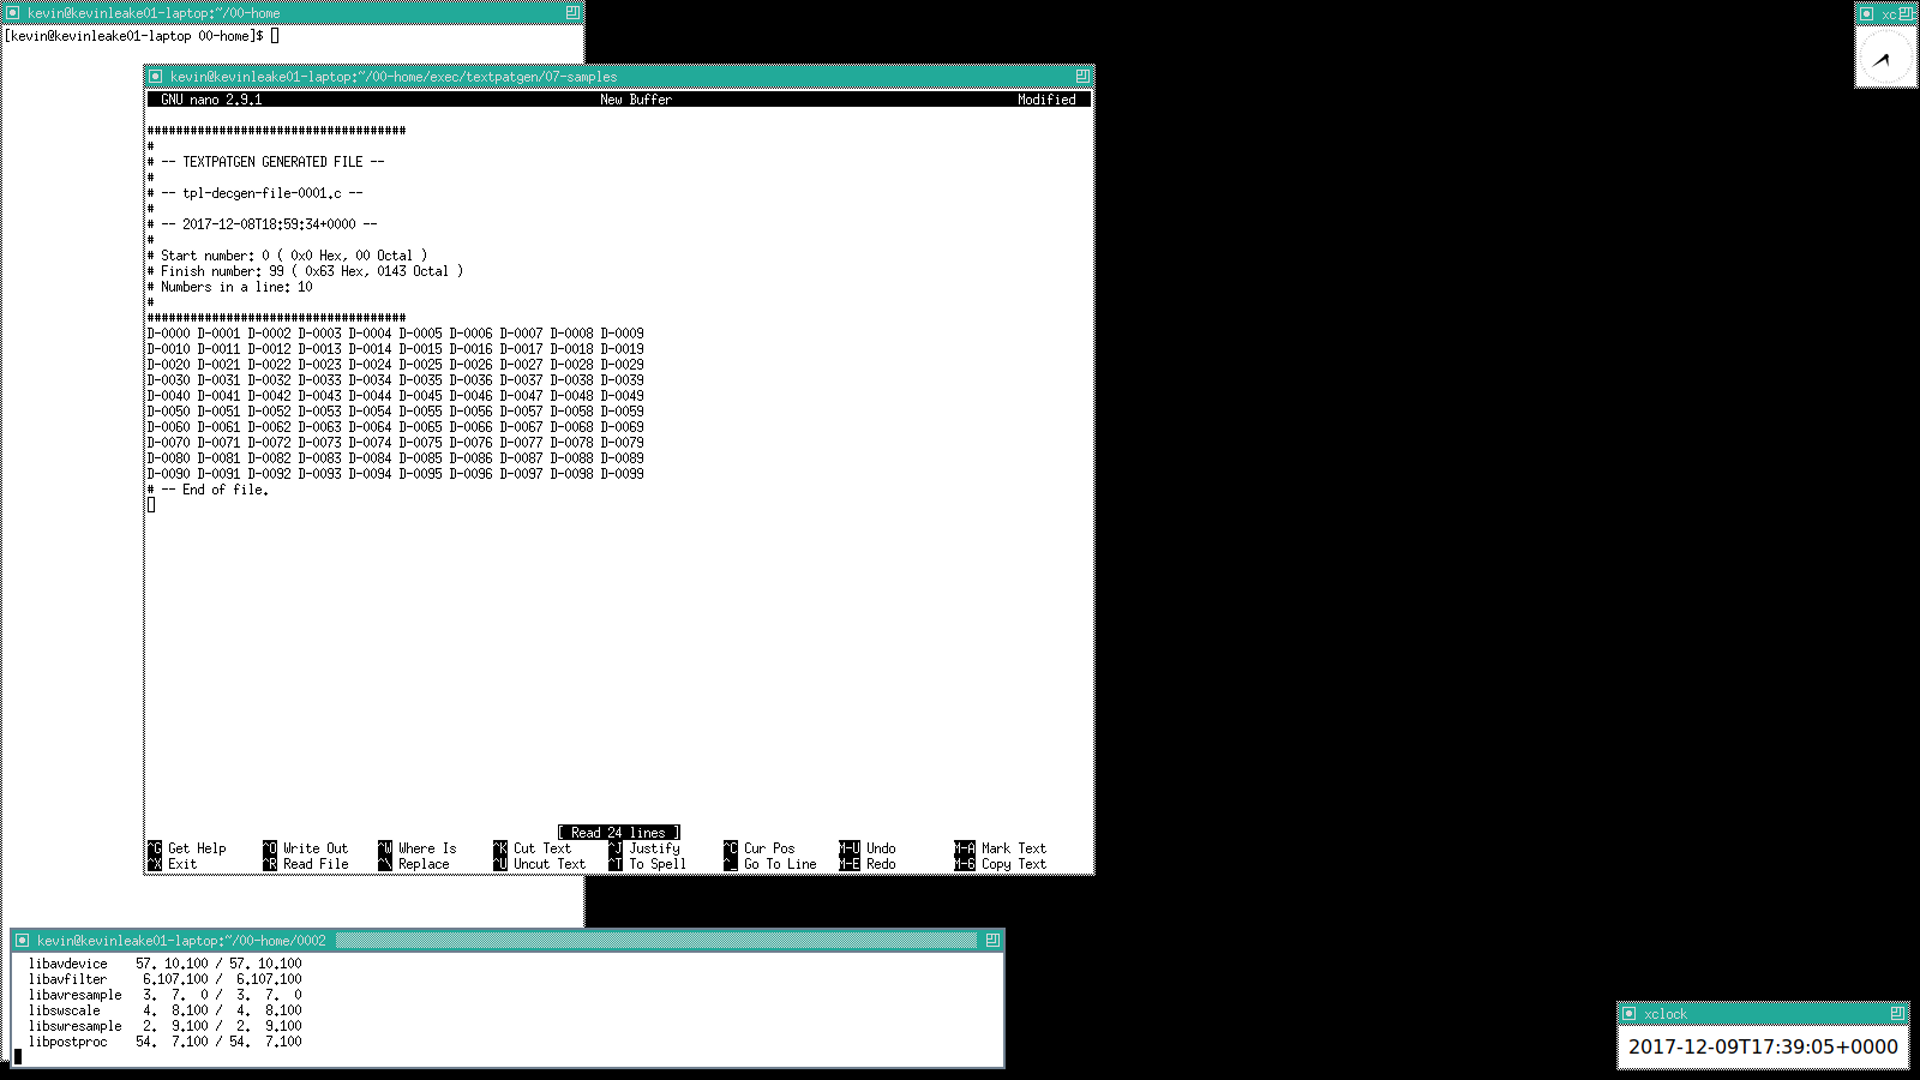 kevin@kevinleake01-laptop:~/00-home
[kevin@kevinleake01-laptop 00-home]$
xc
kevin@kevinleake01-laptop:~/00-home/exec/textpatgen/07-samples
GNU nano 2.9.1 New Buffer Modified
####################################
#
# -- TEXTPATGEN GENERATED FILE --
#
# -- tpl-decgen-file-0001.c --
#
# -- 2017-12-08T18:59:34+0000 --
#
# Start number: 0 ( 0x0 Hex, 00 Octal )
# Finish number: 99 ( 0x63 Hex, 0143 Octal )
# Numbers in a line: 10
#
####################################
D-0000 D-0001 D-0002 D-0003 D-0004 D-0005 D-0006 D-0007 D-0008 D-0009
D-0010 D-0011 D-0012 D-0013 D-0014 D-0015 D-0016 D-0017 D-0018 D-0019
D-0020 D-0021 D-0022 D-0023 D-0024 D-0025 D-0026 D-0027 D-0028 D-0029
D-0030 D-0031 D-0032 D-0033 D-0034 D-0035 D-0036 D-0037 D-0038 D-0039
D-0040 D-0041 D-0042 D-0043 D-0044 D-0045 D-0046 D-0047 D-0048 D-0049
D-0050 D-0051 D-0052 D-0053 D-0054 D-0055 D-0056 D-0057 D-0058 D-0059
D-0060 D-0061 D-0062 D-0063 D-0064 D-0065 D-0066 D-0067 D-0068 D-0069
D-0070 D-0071 D-0072 D-0073 D-0074 D-0075 D-0076 D-0077 D-0078 D-0079
D-0080 D-0081 D-0082 D-0083 D-0084 D-0085 D-0086 D-0087 D-0088 D-0089
D-0090 D-0091 D-0092 D-0093 D-0094 D-0095 D-0096 D-0097 D-0098 D-0099
# -- End of file.
[ Read 24 lines ]
^G Get Help ^O Write Out ^W Where Is ^K Cut Text ^J Justify ^C Cur Pos M-U Undo M-A Mark Text
^X Exit ^R Read File ^\ Replace ^U Uncut Text ^T To Spell ^_ Go To Line M-E Redo M-6 Copy Text
kevin@kevinleake01-laptop:~/00-home/0002
libavdevice 57. 10.100 / 57. 10.100
libavfilter 6.107.100 / 6.107.100
libavresample 3. 7. 0 / 3. 7. 0
libswscale 4. 8.100 / 4. 8.100
libswresample 2. 9.100 / 2. 9.100
libpostproc 54. 7.100 / 54. 7.100
xclock
2017-12-09T17:39:05+0000